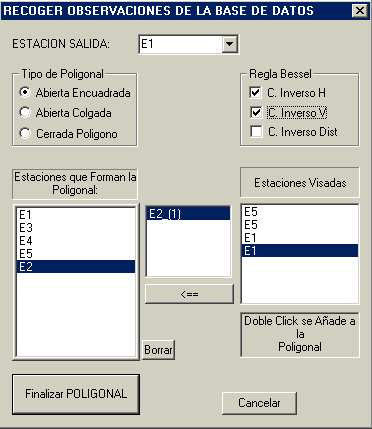 RECOGER OBSERVACIONES DE LA BASE DE DATOS
ESTACION SALIDA:
E1
Tipo de Poligonal
Abierta Encuadrada
Abierta Colgada
Cerrada Poligono
Regla Bessel
C. Inverso H
C. Inverso V
C. Inverso Dist
Estaciones que Forman la
Poligonal:
E1
E3
E4
E5
E2
E2_(1)
<==
Borrar
Estaciones Visadas
E5
E5
E1
E1
Doble Click se Añade a
la
Poligonal
Finalizar POLIGONAL
Cancelar